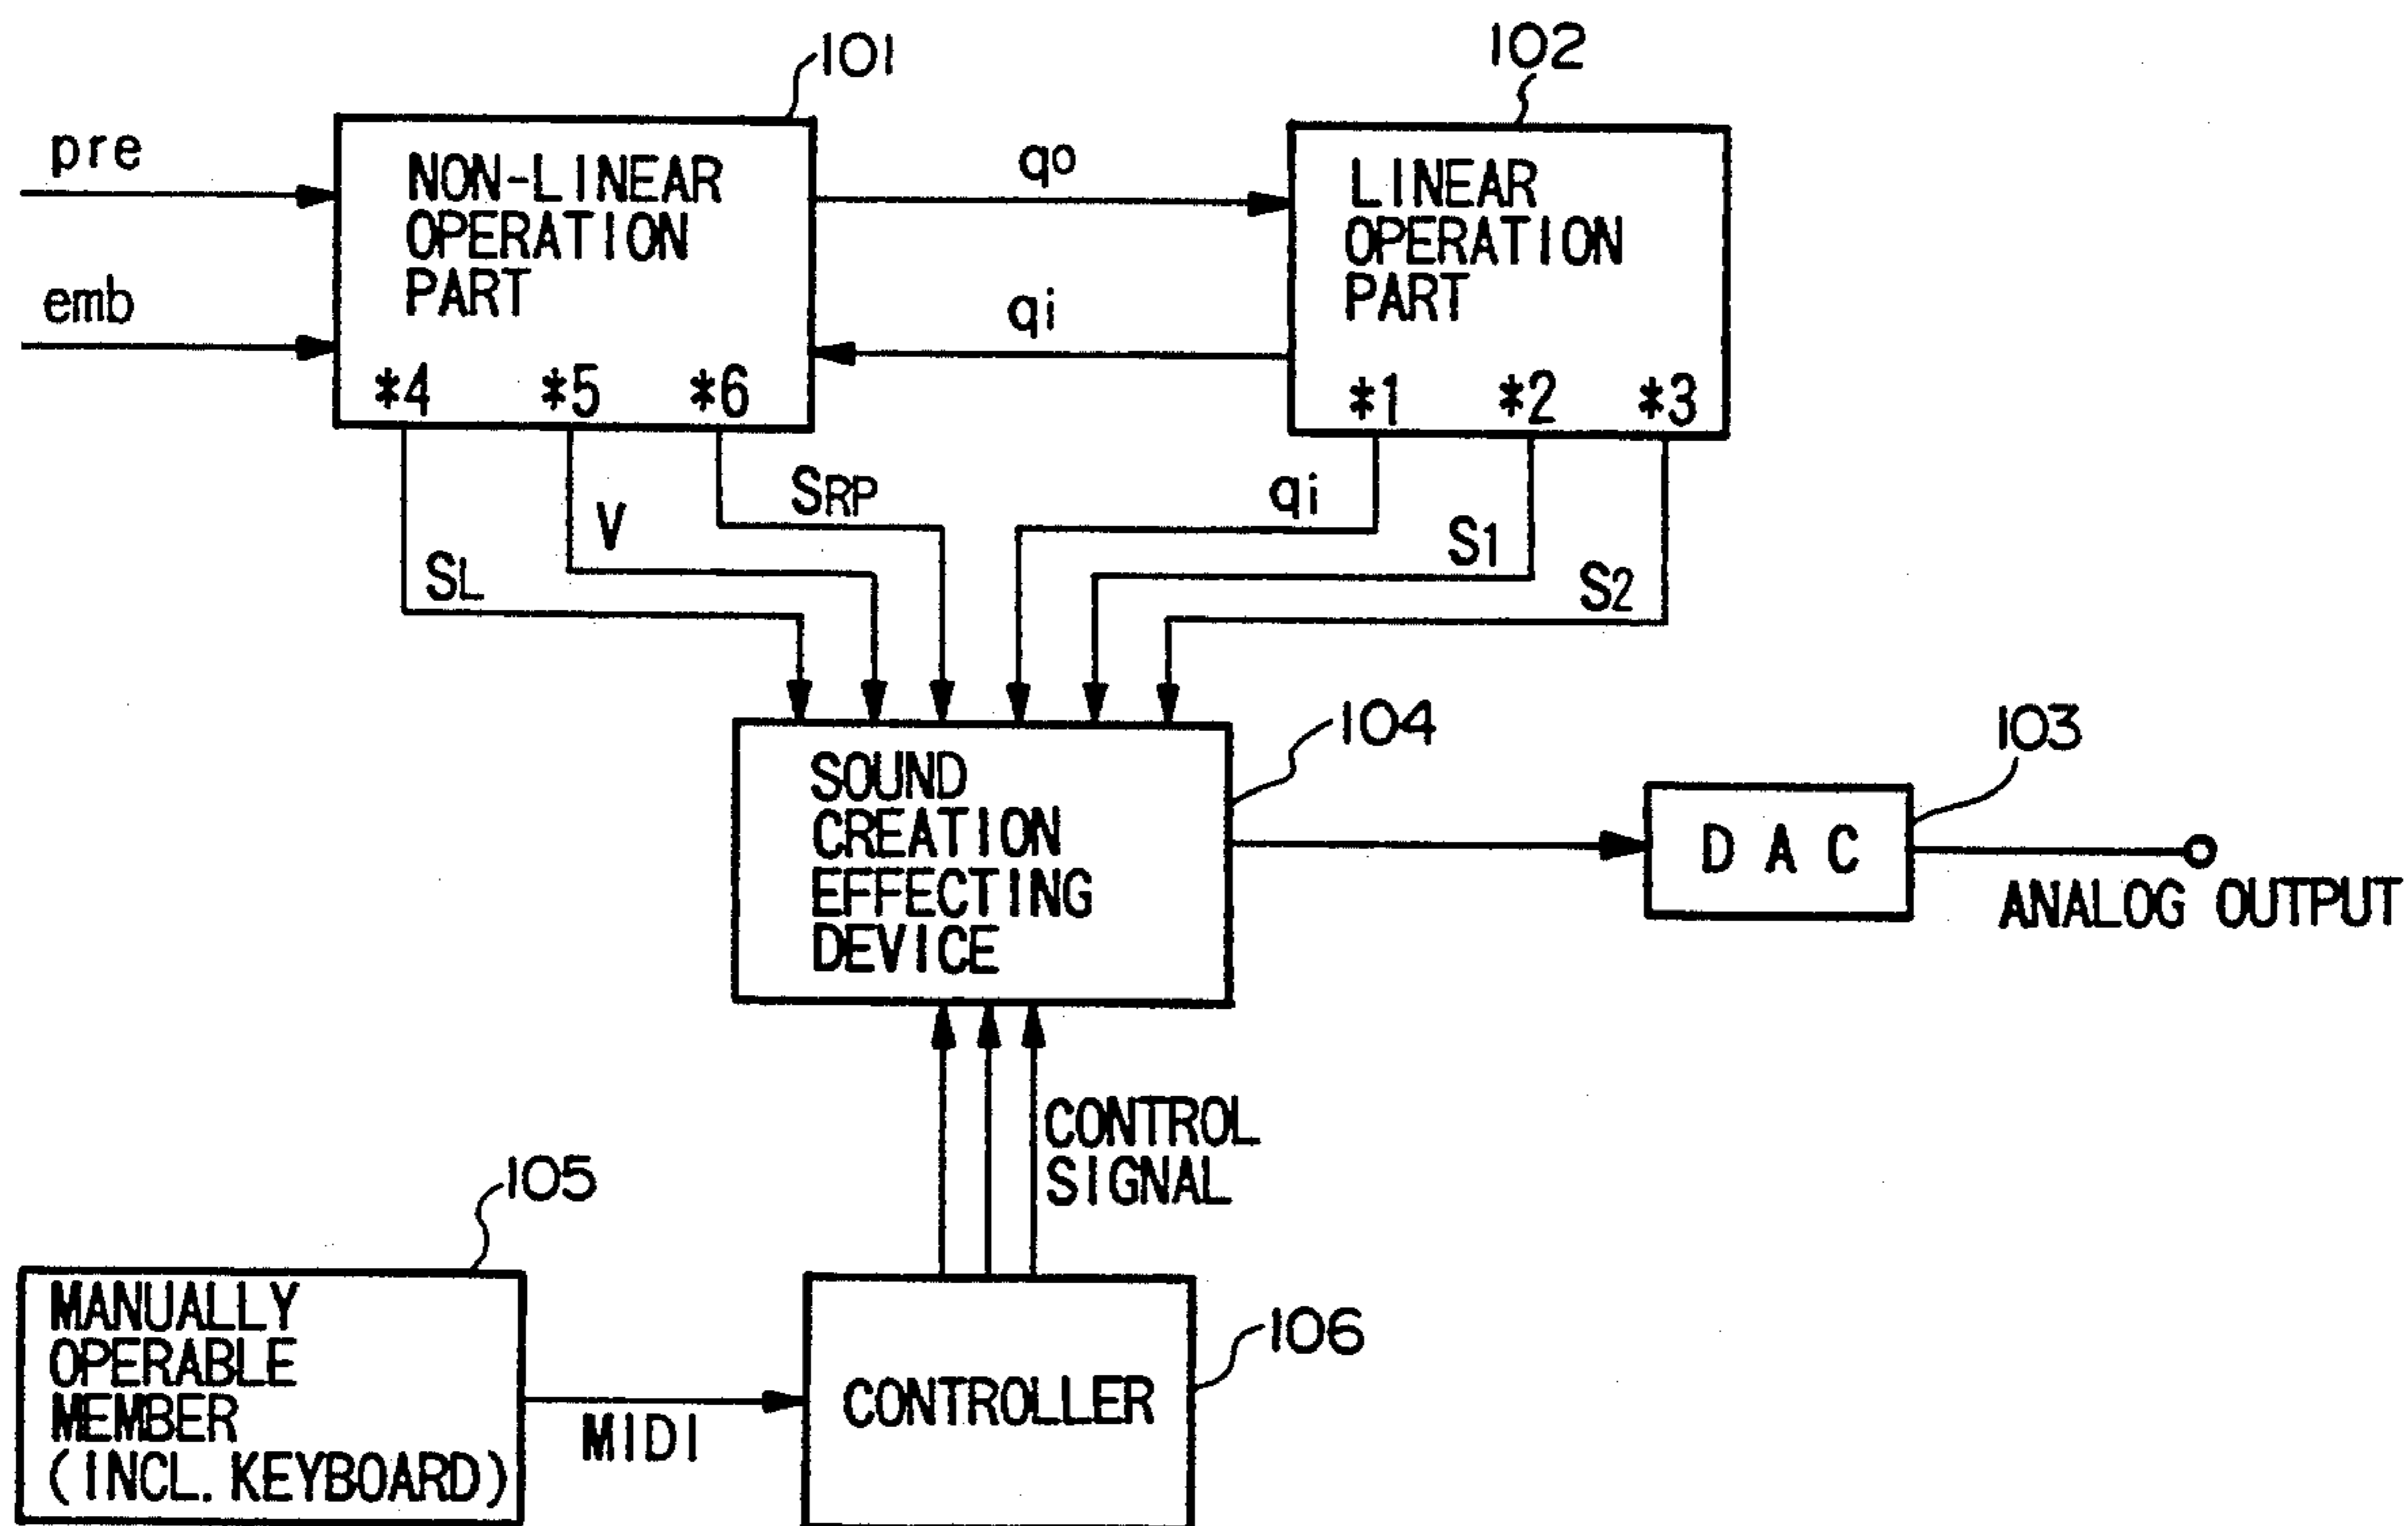 101
102
pre
emb
NON-LINEAR
OPERATION
PART
*4 *5 *6
qo
qi
LINEAR
OPERATION
PART
*1 *2 *3
SL
V
SRP
qi
S1
S2
SOUND
CREATION
EFFECTING
DEVICE
104
103
DAC
ANALOG OUTPUT
CONTROL
SIGNAL
105
MANUALLY
OPERABLE
MEMBER
(INCL. KEYBOARD)
MIDI
CONTROLLER
106